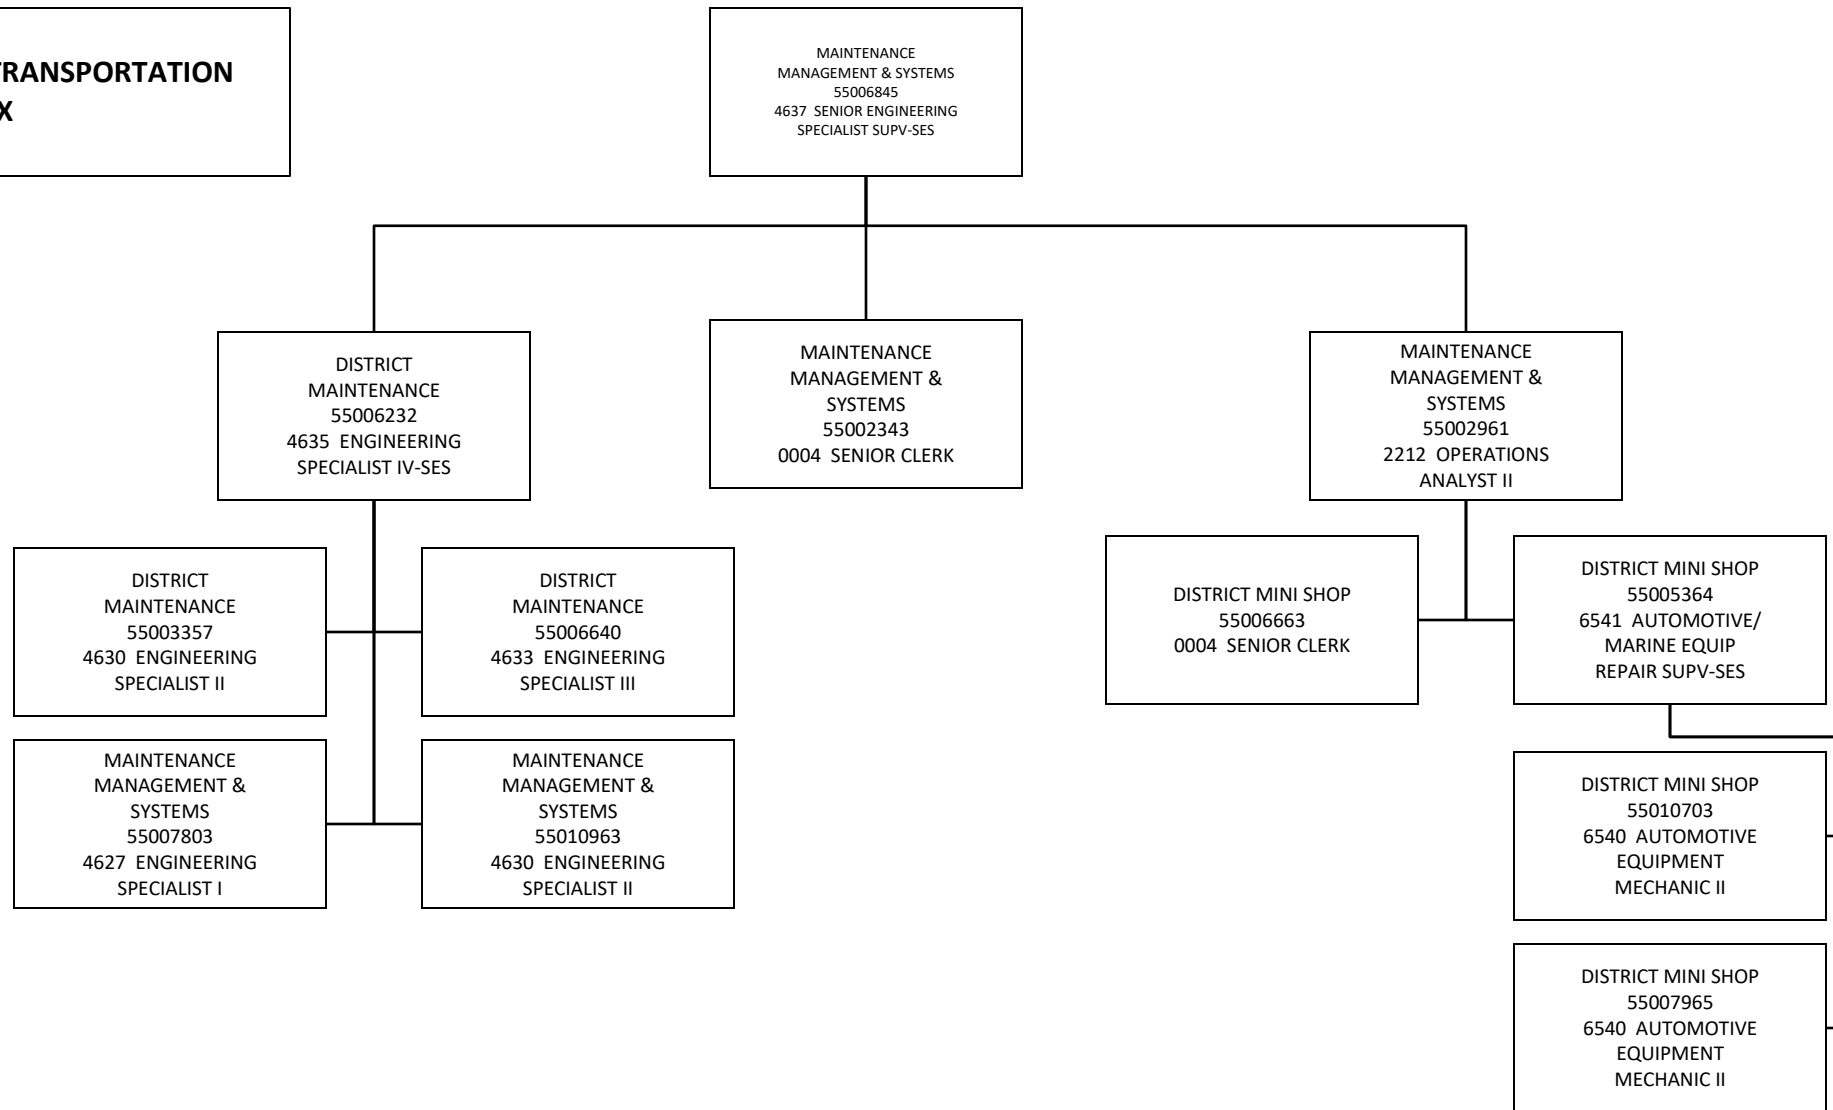 TRANSPORTATION
X
MAINTENANCE
MANAGEMENT & SYSTEMS
55006845
4637 SENIOR ENGINEERING
SPECIALIST SUPV-SES
DISTRICT
MAINTENANCE
55006232
4635 ENGINEERING
SPECIALIST IV-SES
MAINTENANCE
MANAGEMENT &
SYSTEMS
55002343
0004 SENIOR CLERK
MAINTENANCE
MANAGEMENT &
SYSTEMS
55002961
2212 OPERATIONS
ANALYST II
DISTRICT
MAINTENANCE
55003357
4630 ENGINEERING
SPECIALIST II
DISTRICT
MAINTENANCE
55006640
4633 ENGINEERING
SPECIALIST III
DISTRICT MINI SHOP
55006663
0004 SENIOR CLERK
DISTRICT MINI SHOP
55005364
6541 AUTOMOTIVE/
MARINE EQUIP
REPAIR SUPV-SES
MAINTENANCE
MANAGEMENT &
SYSTEMS
55007803
4627 ENGINEERING
SPECIALIST I
MAINTENANCE
MANAGEMENT &
SYSTEMS
55010963
4630 ENGINEERING
SPECIALIST II
DISTRICT MINI SHOP
55010703
6540 AUTOMOTIVE
EQUIPMENT
MECHANIC II
DISTRICT MINI SHOP
55007965
6540 AUTOMOTIVE
EQUIPMENT
MECHANIC II